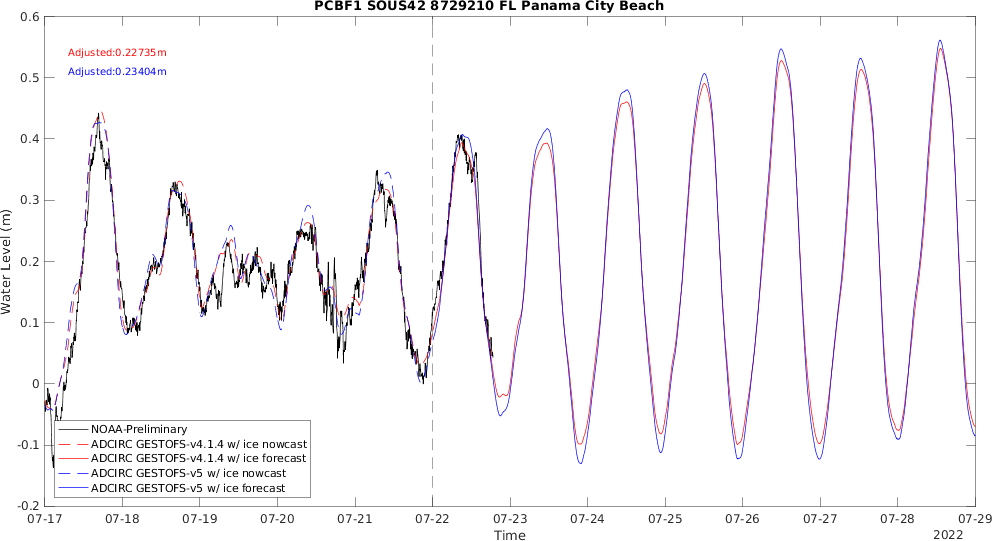 PCBF1 SOUS42 8729210 FL Panama City Beach
0.6
0.5
0.4
0.3
0.2
0.1
0
-0.1
-0.2
Water Level (m)
Adjusted:0.22735m
Adjusted:0.23404m
NOAA-Preliminary
ADCIRC GESTOFS-v4.1.4 w/ ice nowcast
ADCIRC GESTOFS-v4.1.4 w/ ice forecast
ADCIRC GESTOFS-v5 w/ ice nowcast
ADCIRC GESTOFS-v5 w/ ice forecast
07-17 07-18 07-19 07-20 07-21 07-22 07-23 07-24 07-25 07-26 07-27 07-28 07-29
Time
2022